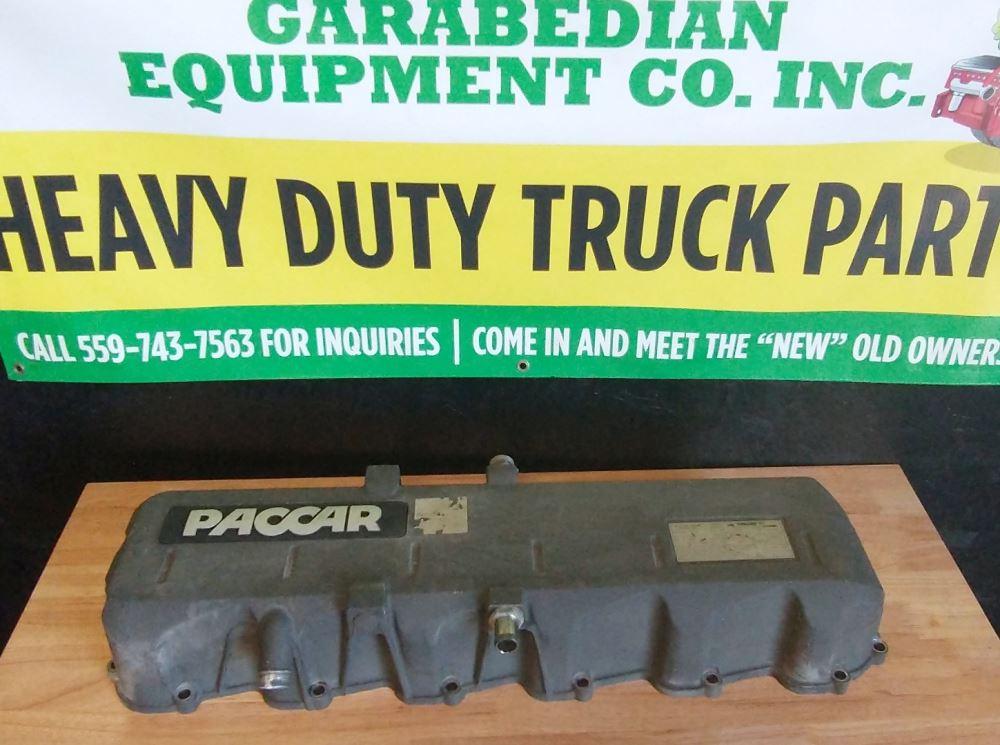 GARABEDIAN
EQUIPMENT CO. INC.
HEAVY DUTY TRUCK PART
CALL 559-743-7563 FOR INQUIRIES | COME IN AND MEET THE “NEW” OLD OWNERS
PACCAR